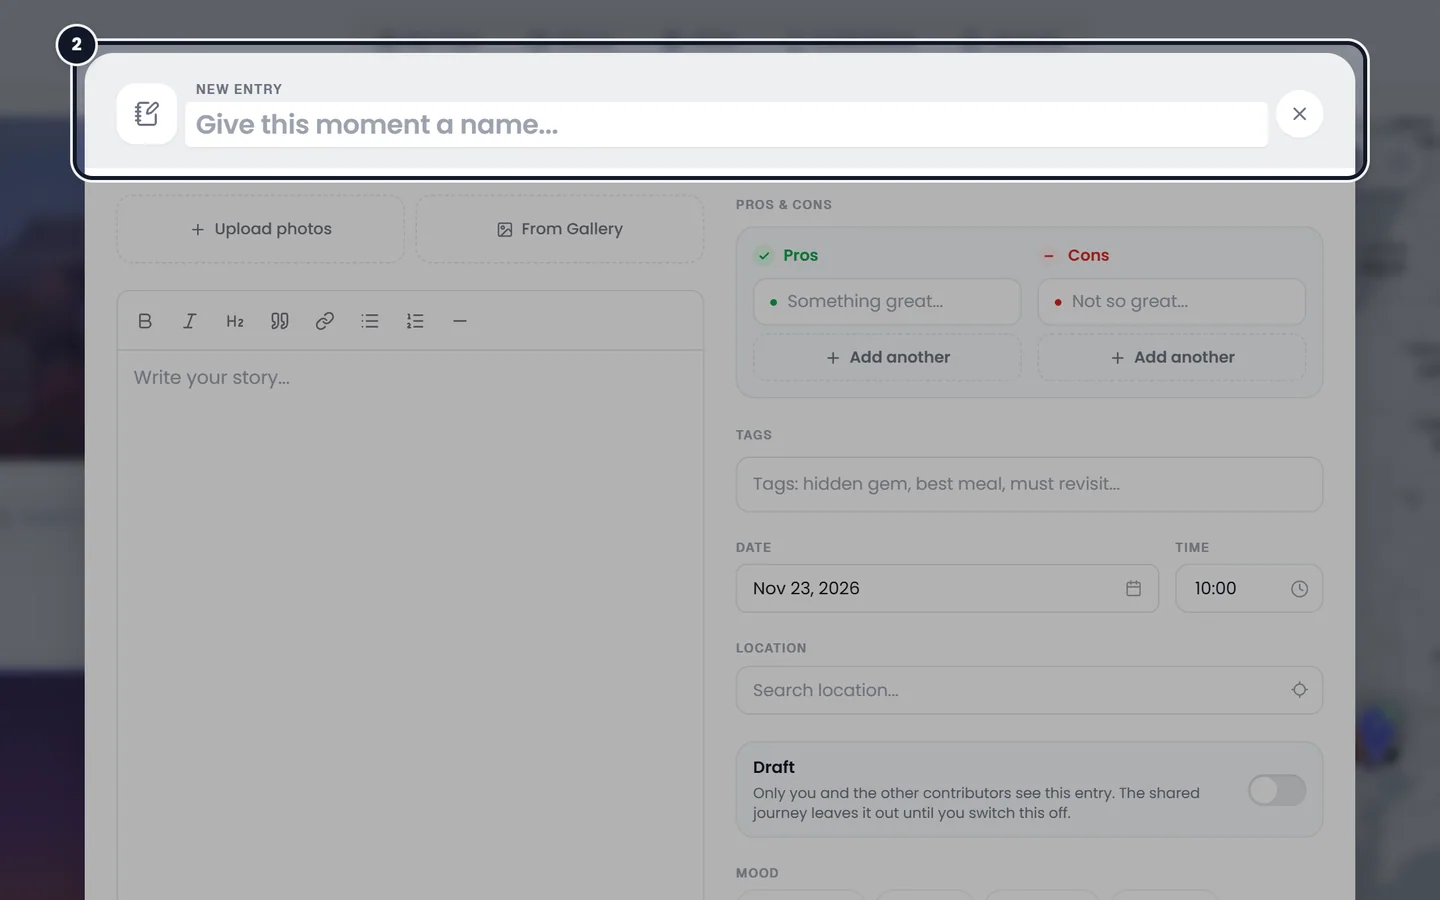 2
NEW ENTRY
Give this moment a name...
Upload photos
From Gallery
H2
Write your story...
PROS & CONS
Pros
Cons
Something great...
Not so great...
Add another
Add another
TAGS
Tags: hidden gem, best meal, must revisit...
DATE
TIME
Nov 23, 2026
10:00
LOCATION
Search location...
Draft
Only you and the other contributors see this entry. The shared
journey leaves it out until you switch this off.
MOOD